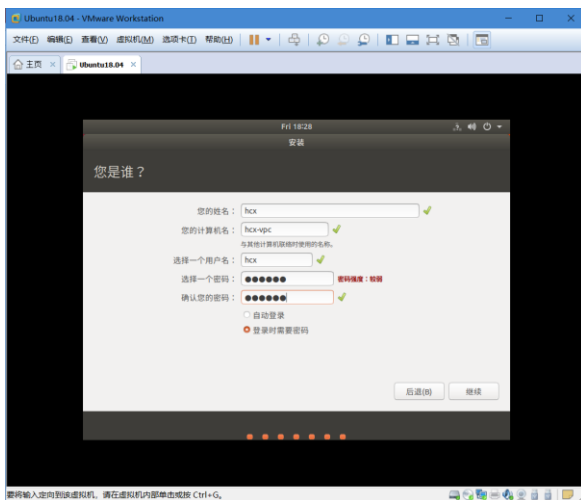 Ubuntu18.04 - VMware Workstation
文件(F) 编辑(E) 查看(V) 虚拟机(M) 选项卡(T) 帮助(H)
主页 Ubuntu18.04
Fri 18:28
安装
您是谁？
您的姓名： hcx
您的计算机名： hcx-vpc
与其他计算机联络时使用的名称。
选择一个用户名： hcx
选择一个密码： ●●●●●● 密码强度：较弱
确认您的密码： ●●●●●●
自动登录
登录时需要密码
后退(B) 继续
要将输入定向到该虚拟机，请在虚拟机内部单击或按 Ctrl+G。